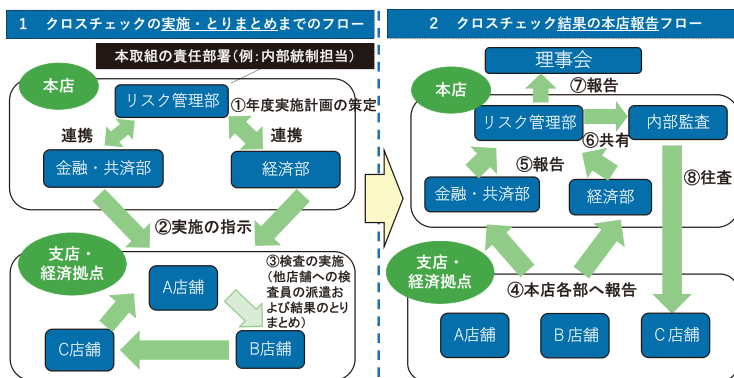 1 クロスチェックの実施・とりまとめまでのフロー
本取組の責任部署(例:内部統制担当)
本店
リスク管理部
①年度実施計画の策定
連携
連携
金融・共済部
経済部
②実施の指示
支店・
経済拠点
A店舗
③検査の実施
(他店舗への検
査員の派遣お
よび結果のとり
まとめ)
C店舗
B店舗
2 クロスチェック結果の本店報告フロー
理事会
⑦報告
本店
リスク管理部
内部監査
⑥共有
⑤報告
金融・共済部
経済部
⑧往査
支店・
経済拠点
④本店各部へ報告
A店舗
B店舗
C店舗